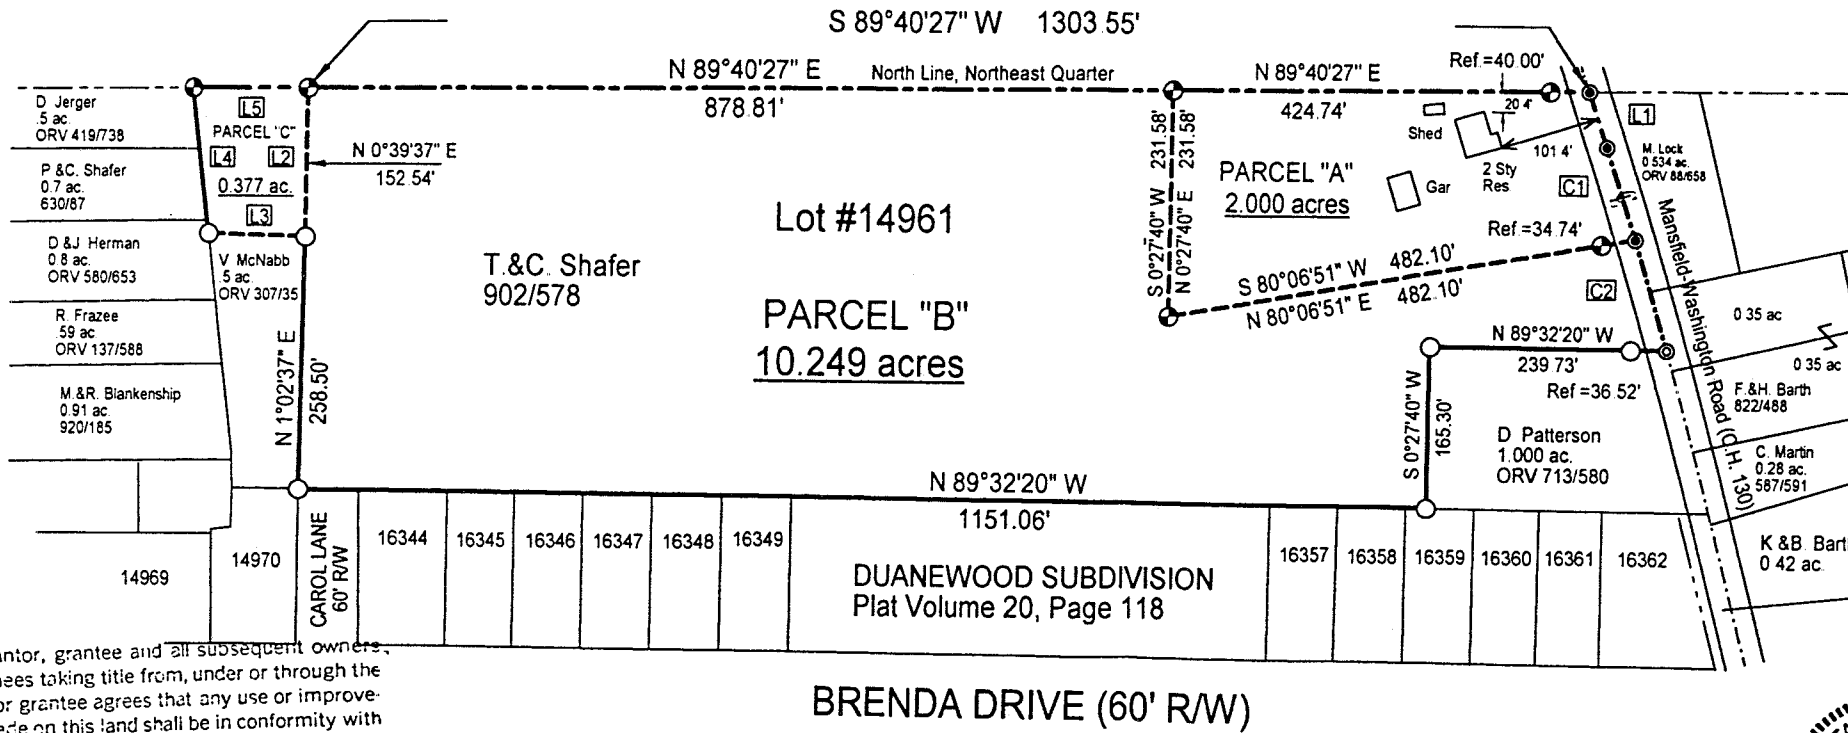 S 89°40'27" W 1303.55'
N 89°40'27" E
North Line, Northeast Quarter
N 89°40'27" E
Ref.=40.00'
878.81'
424.74'
20.4'
L1
D Jerger
.5 ac.
ORV 419/738
L5
PARCEL "C"
L4
L2
0.377 ac.
L3
N 0°39'37" E
152.54'
P &C. Shafer
0.7 ac.
630/87
D &J Herman
0.8 ac.
ORV 580/653
V McNabb
.5 ac.
ORV 307/35
R. Frazee
.59 ac
ORV 137/588
M.&R. Blankenship
0.91 ac.
920/185
N 1°02'37" E
258.50'
T.&C. Shafer
902/578
Lot #14961
PARCEL "B"
10.249 acres
S 0°27'40" W 231.58'
N 0°27'40" E 231.58'
Shed
PARCEL "A"
2.000 acres
2 Sty
Res
Gar
101.4'
C1
M. Lock
0.534 ac.
ORV 88/658
Ref.=34.74'
S 80°06'51" W 482.10'
N 80°06'51" E 482.10'
C2
Mansfield-Washington Road (C.H. 130)
0.35 ac
0.35 ac
N 89°32'20" W
239.73'
Ref =36.52'
S 0°27'40" W
165.30'
D Patterson
1.000 ac.
ORV 713/580
F.&H. Barth
822/488
C. Martin
0.28 ac.
587/591
K &B. Bart
0 42 ac.
N 89°32'20" W
1151.06'
14969
14970
CAROL LANE
60' R/W
16344
16345
16346
16347
16348
16349
16357
16358
16359
16360
16361
16362
DUANEWOOD SUBDIVISION
Plat Volume 20, Page 118
BRENDA DRIVE (60' R/W)
ntor, grantee and all subsequent owners,
nees taking title from, under or through the
or grantee agrees that any use or improve-
ade on this land shall be in conformity with